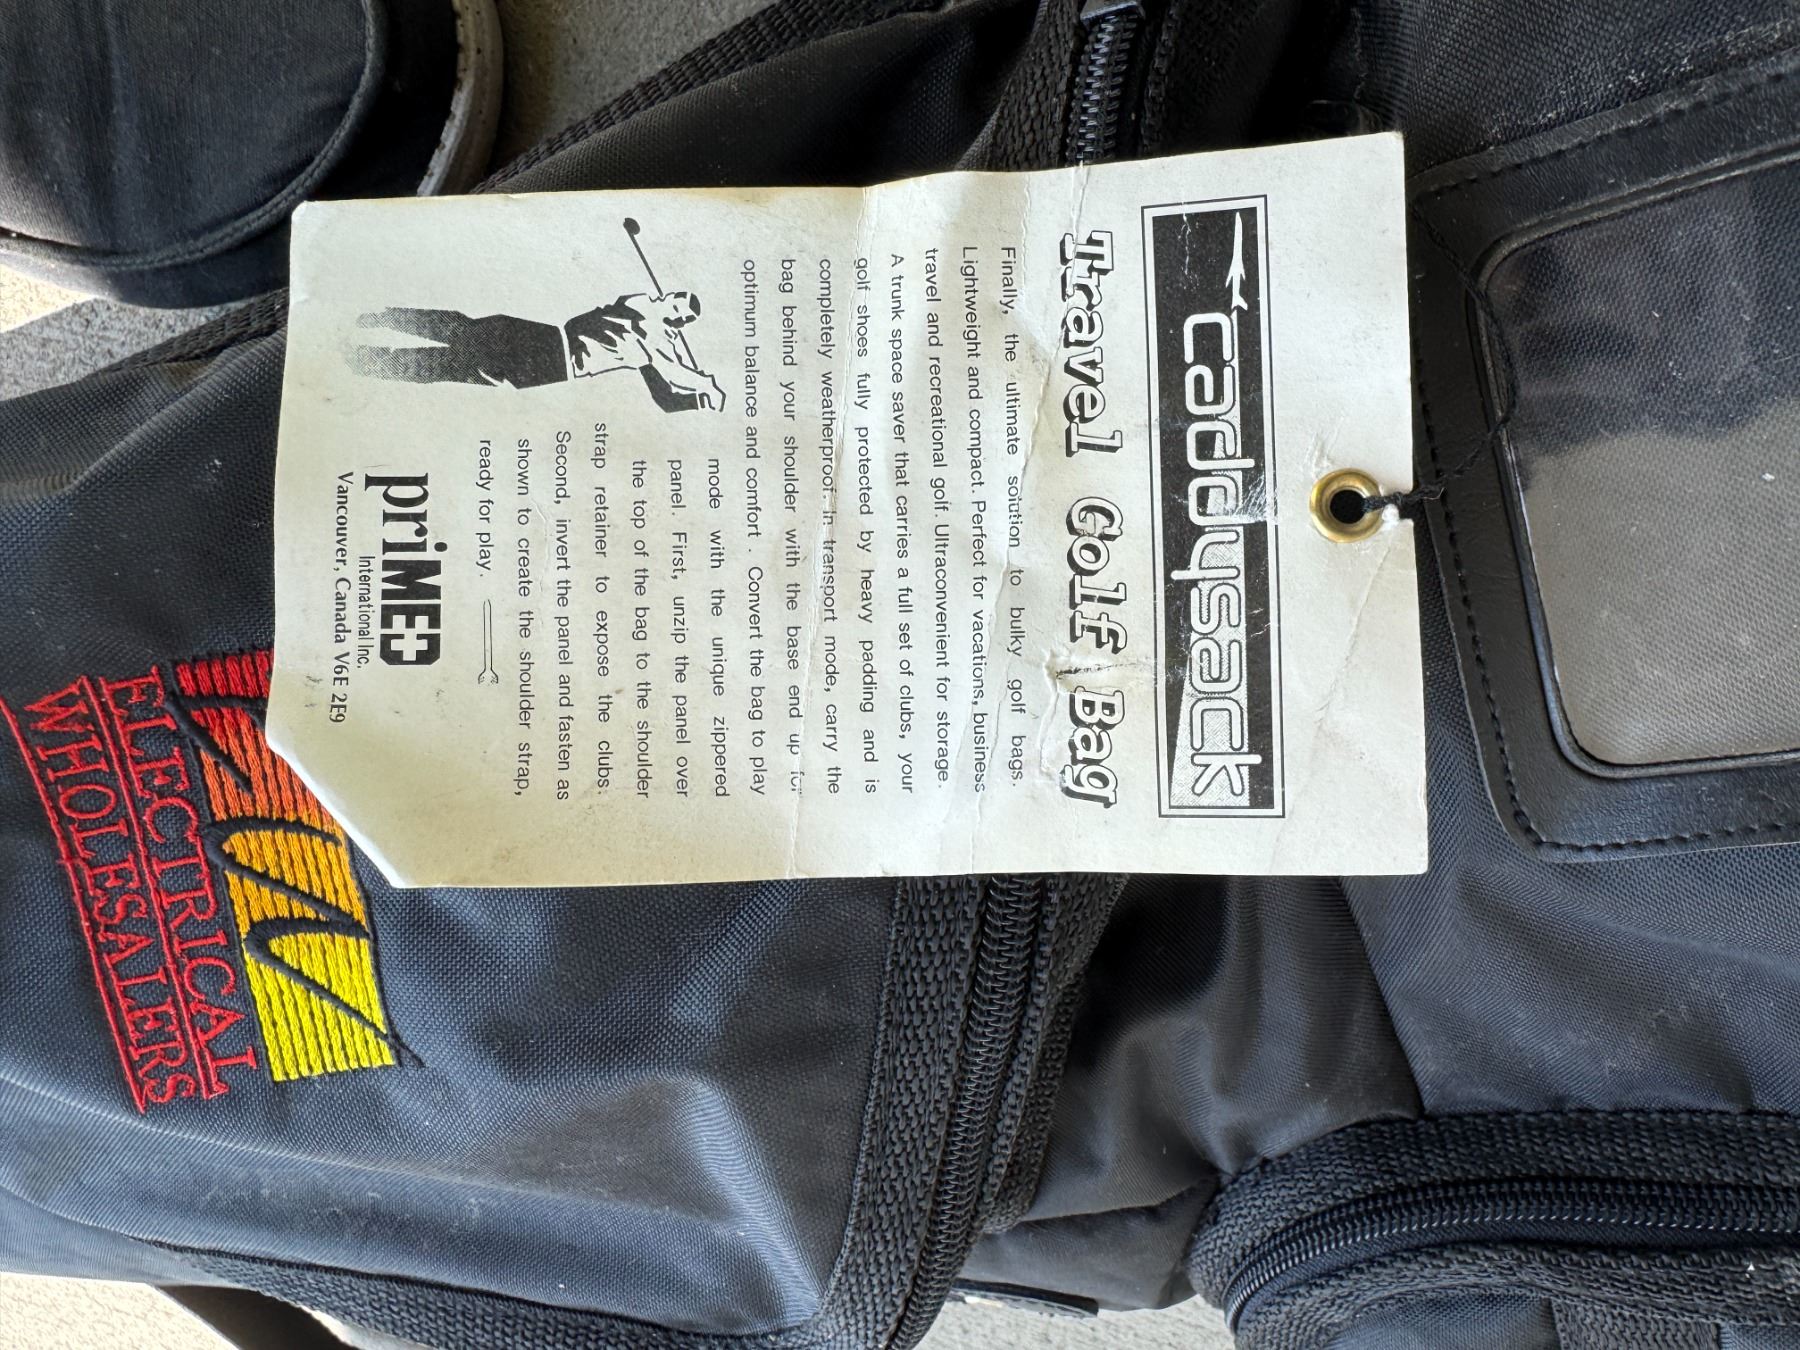 caddysack
Travel Golf Bag
Finally, the ultimate solution to bulky golf bags.
Lightweight and compact. Perfect for vacations, business
travel and recreational golf. Ultraconvenient for storage.
A trunk space saver that carries a full set of clubs, your
golf shoes fully protected by heavy padding and is
completely weatherproof. In transport mode, carry the
bag behind your shoulder with the base end up for
optimum balance and comfort . Convert the bag to play
mode with the unique zippered
panel. First, unzip the panel over
the top of the bag to the shoulder
strap retainer to expose the clubs.
Second, invert the panel and fasten as
shown to create the shoulder strap,
ready for play.
priME
International Inc.
Vancouver, Canada V6E 2E9
ELECTRICAL
WHOLESALERS